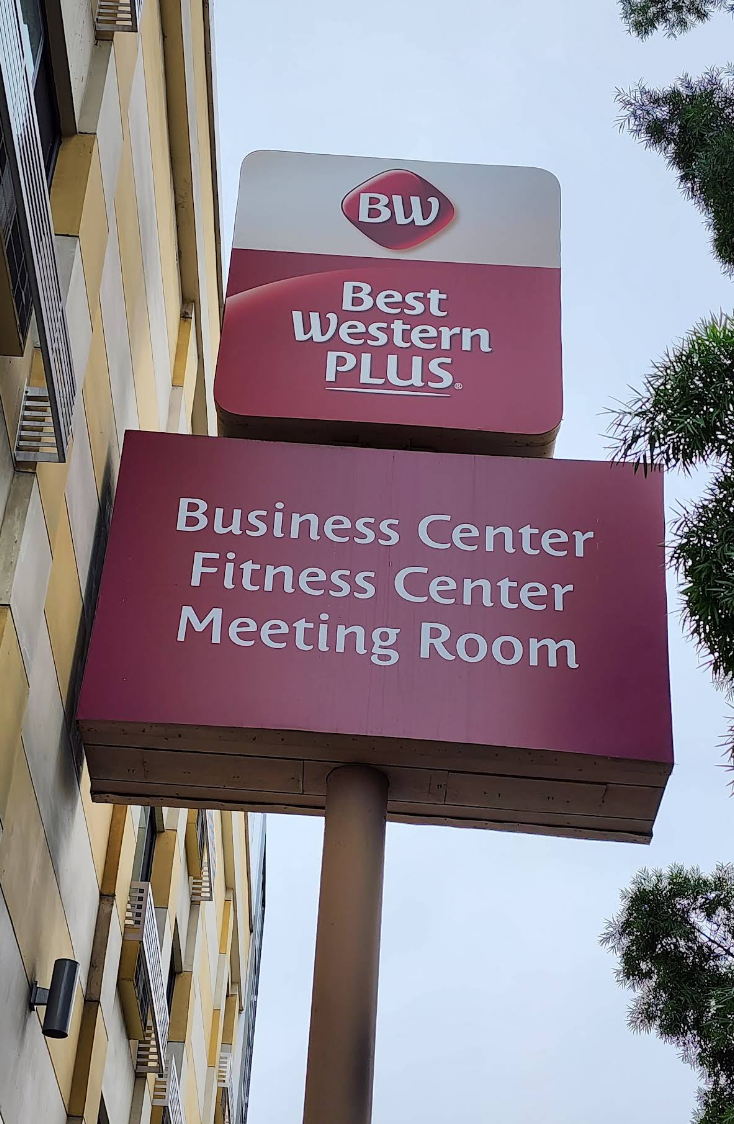 BW
Best
Western
PLUS®
Business Center
Fitness Center
Meeting Room